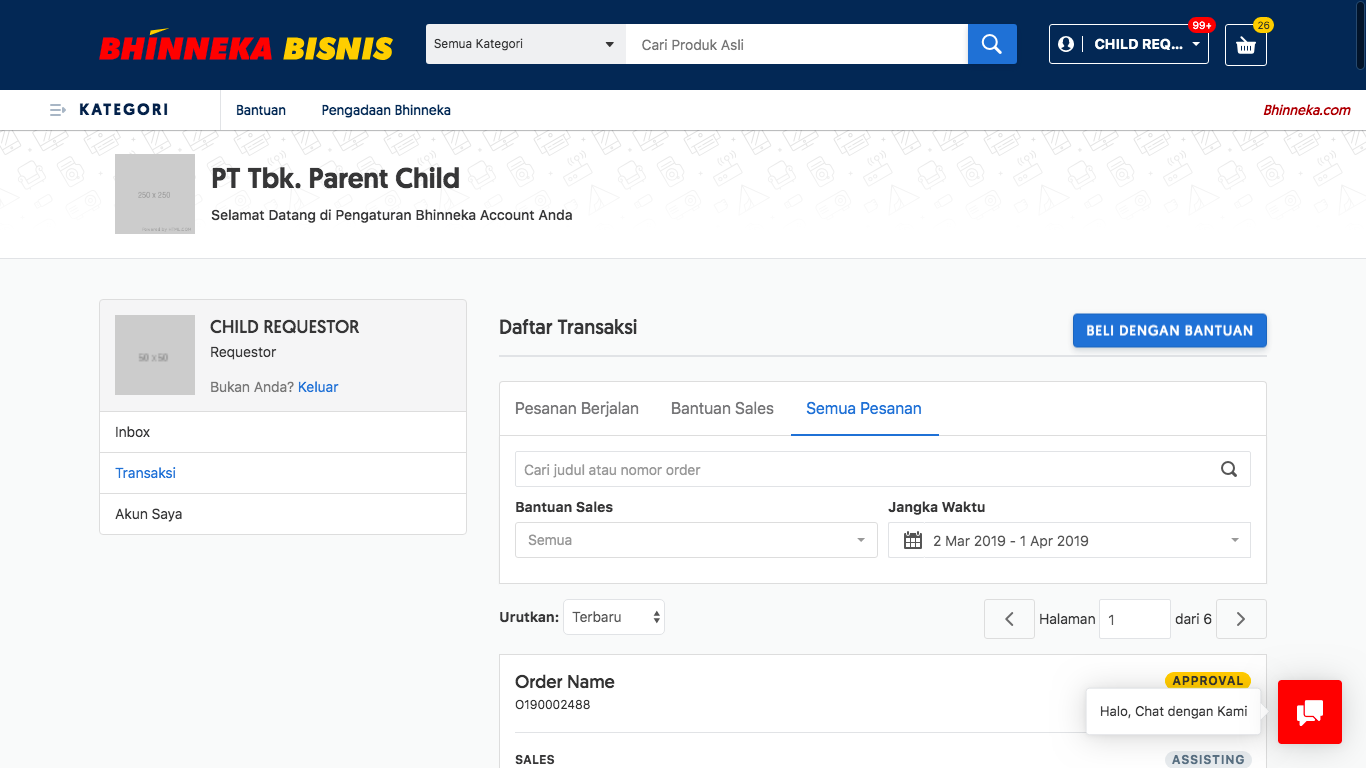 BHINNEKA BISNIS
Semua Kategori
Cari Produk Asli
CHILD REQ...
99+
26
KATEGORI
Bantuan
Pengadaan Bhinneka
Bhinneka.com
250 x 250
PT Tbk. Parent Child
Selamat Datang di Pengaturan Bhinneka Account Anda
50 x 50
CHILD REQUESTOR
Requestor
Bukan Anda? Keluar
Inbox
Transaksi
Akun Saya
Daftar Transaksi
BELI DENGAN BANTUAN
Pesanan Berjalan
Bantuan Sales
Semua Pesanan
Cari judul atau nomor order
Bantuan Sales
Jangka Waktu
Semua
2 Mar 2019 - 1 Apr 2019
Urutkan:
Terbaru
Halaman
1
dari 6
Order Name
APPROVAL
O190002488
Halo, Chat dengan Kami
SALES
ASSISTING